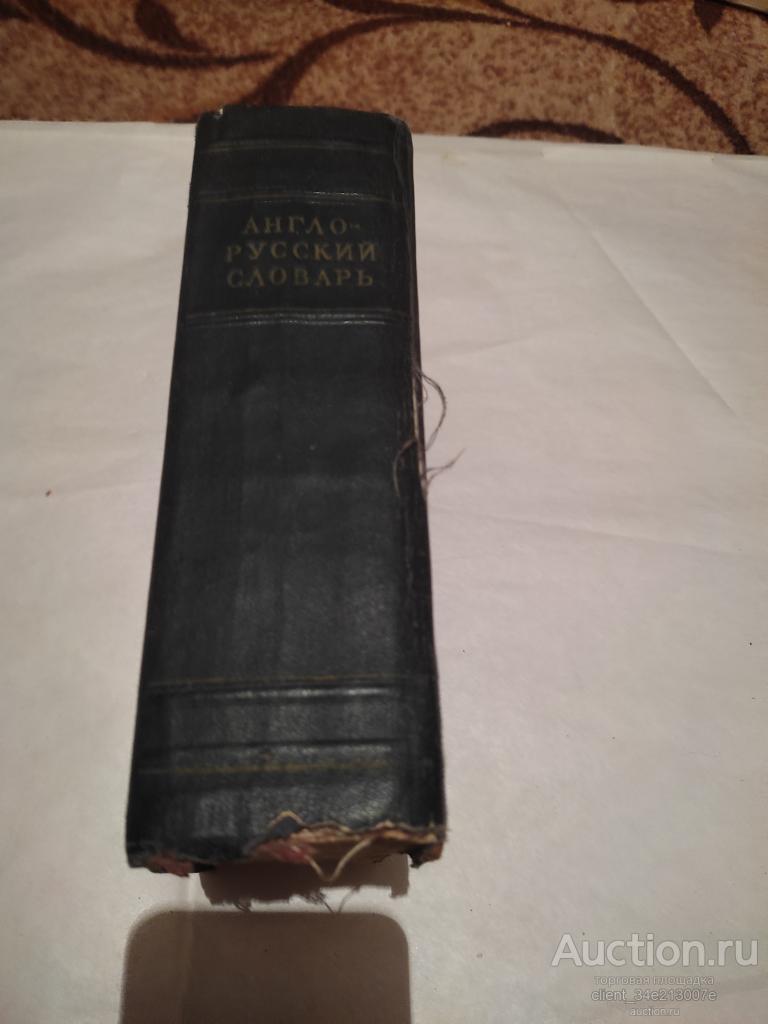 АНГЛО-
РУССКИЙ
СЛОВАРЬ
Auction.ru
торговая площадка
client_34e213007e
auction.ru